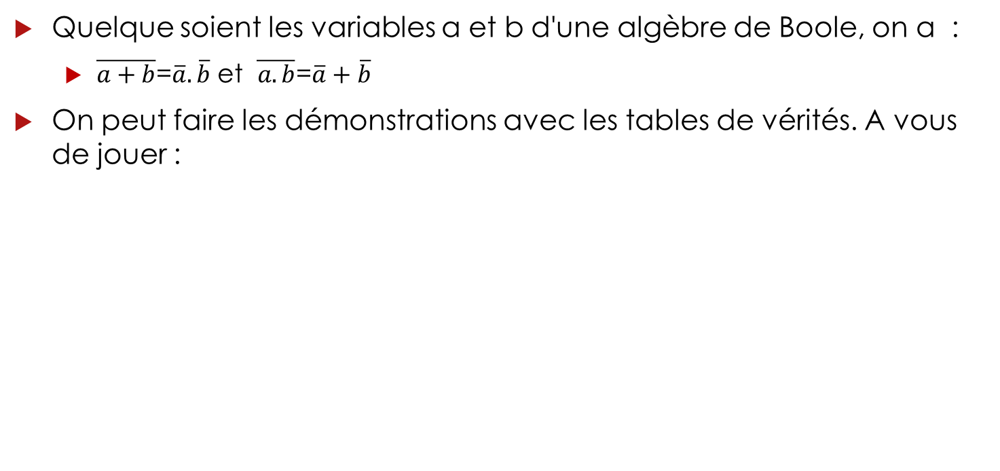 Quelque soient les variables a et b d'une algèbre de Boole, on a :
$\overline{a + b}$=$\bar{a}.\bar{b}$ et $\overline{a.b}$=$\bar{a} + \bar{b}$
On peut faire les démonstrations avec les tables de vérités. A vous
de jouer :